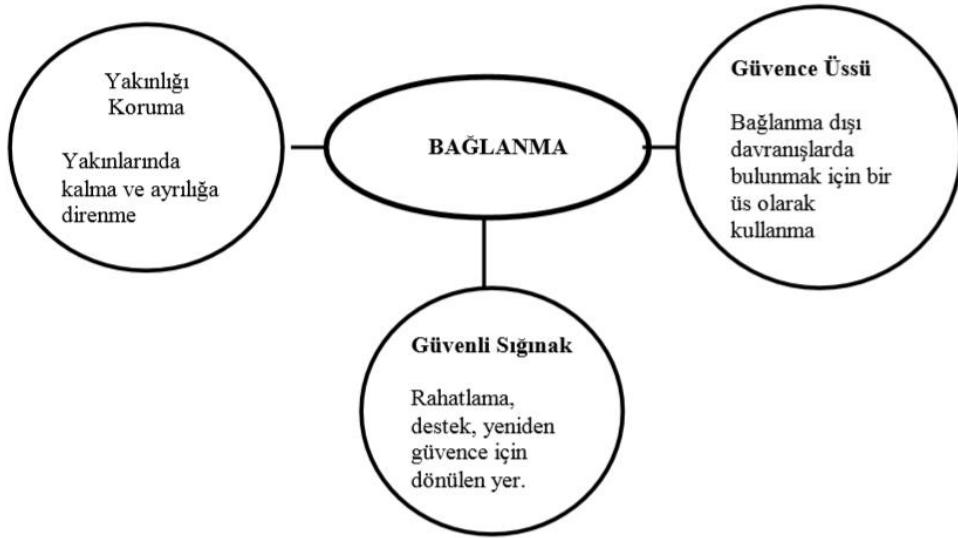 Yakınlığı
Koruma
Yakınlarında
kalma ve ayrılığa
direnme
BAĞLANMA
Güvence Üssü
Bağlanma dışı
davranışlarda
bulunmak için bir
üs olarak
kullanma
Güvenli Sığınak
Rahatlama,
destek, yeniden
güvence için
dönülen yer.